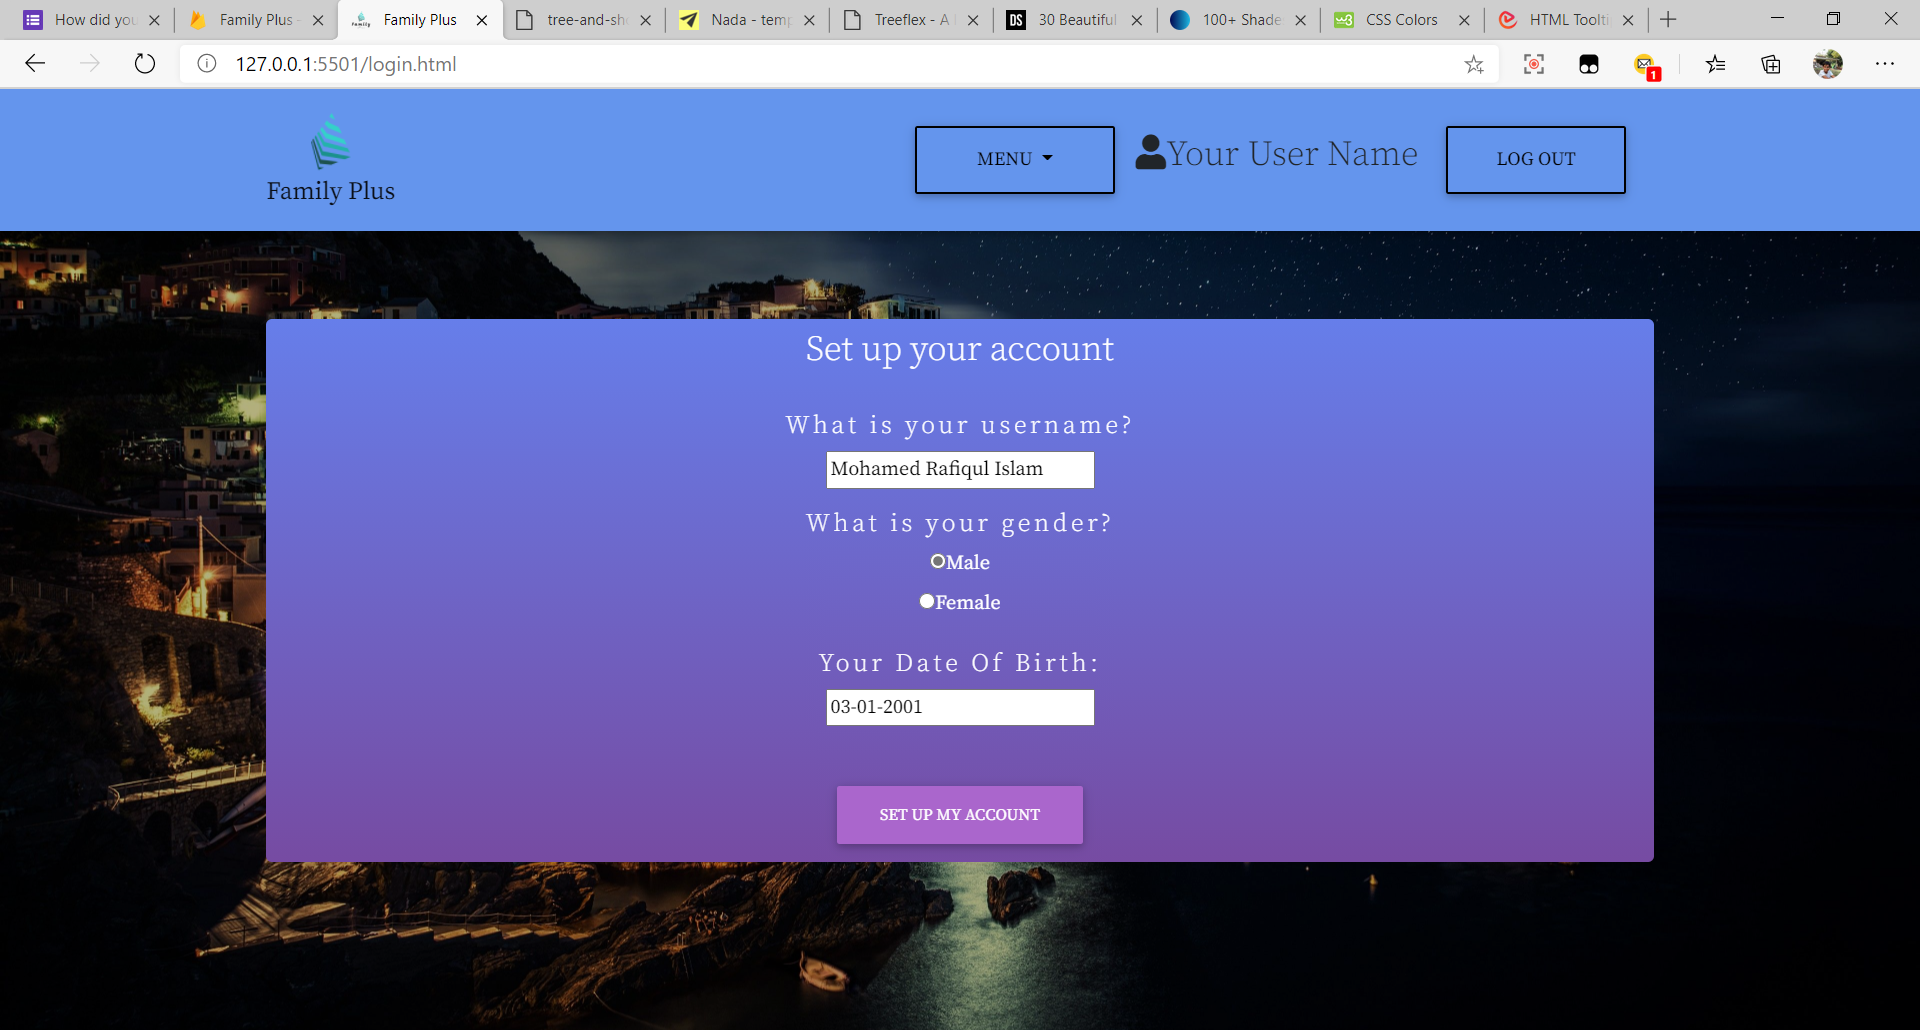 How did you
Family Plus -
Family Plus
tree-and-sh
Nada - temp
Treeflex - A
30 Beautiful
100+ Shade
CSS Colors
HTML Toolti
127.0.0.1:5501/login.html
1
Family Plus
MENU
Your User Name
LOG OUT
Set up your account
What is your username?
Mohamed Rafiqul Islam
What is your gender?
Male
Female
Your Date Of Birth:
03-01-2001
SET UP MY ACCOUNT